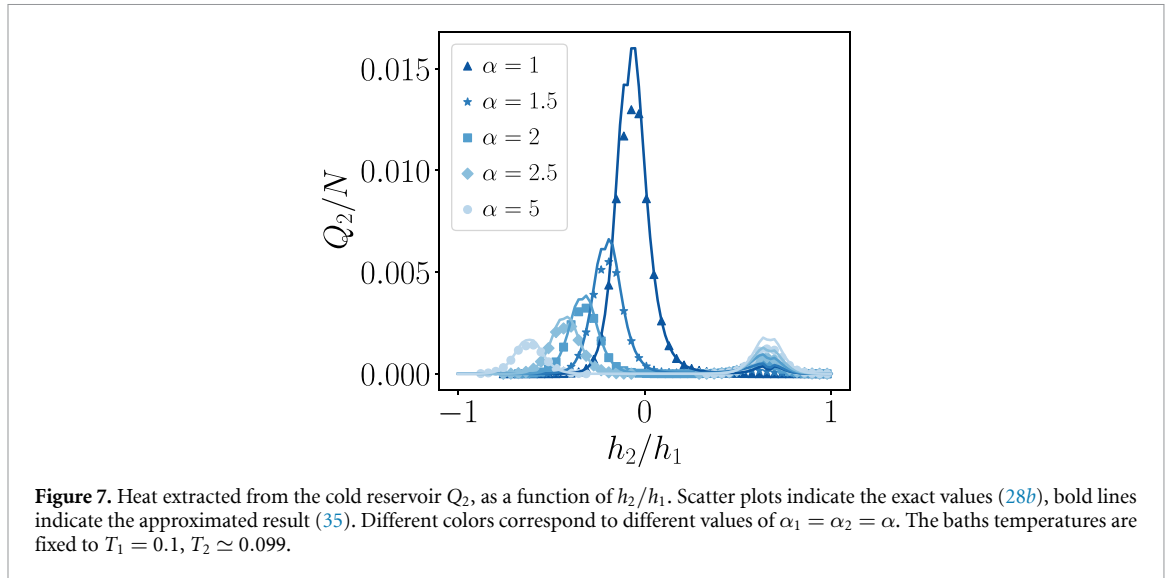 α = 1
α = 1.5
α = 2
α = 2.5
α = 5
0.015
0.010
0.005
0.000
Q₂/N
−1
0
1
h₂/h₁
Figure 7. Heat extracted from the cold reservoir Q₂, as a function of h₂/h₁. Scatter plots indicate the exact values (28b), bold lines
indicate the approximated result (35). Different colors correspond to different values of α₁ = α₂ = α. The baths temperatures are
fixed to T₁ = 0.1, T₂ ≃ 0.099.